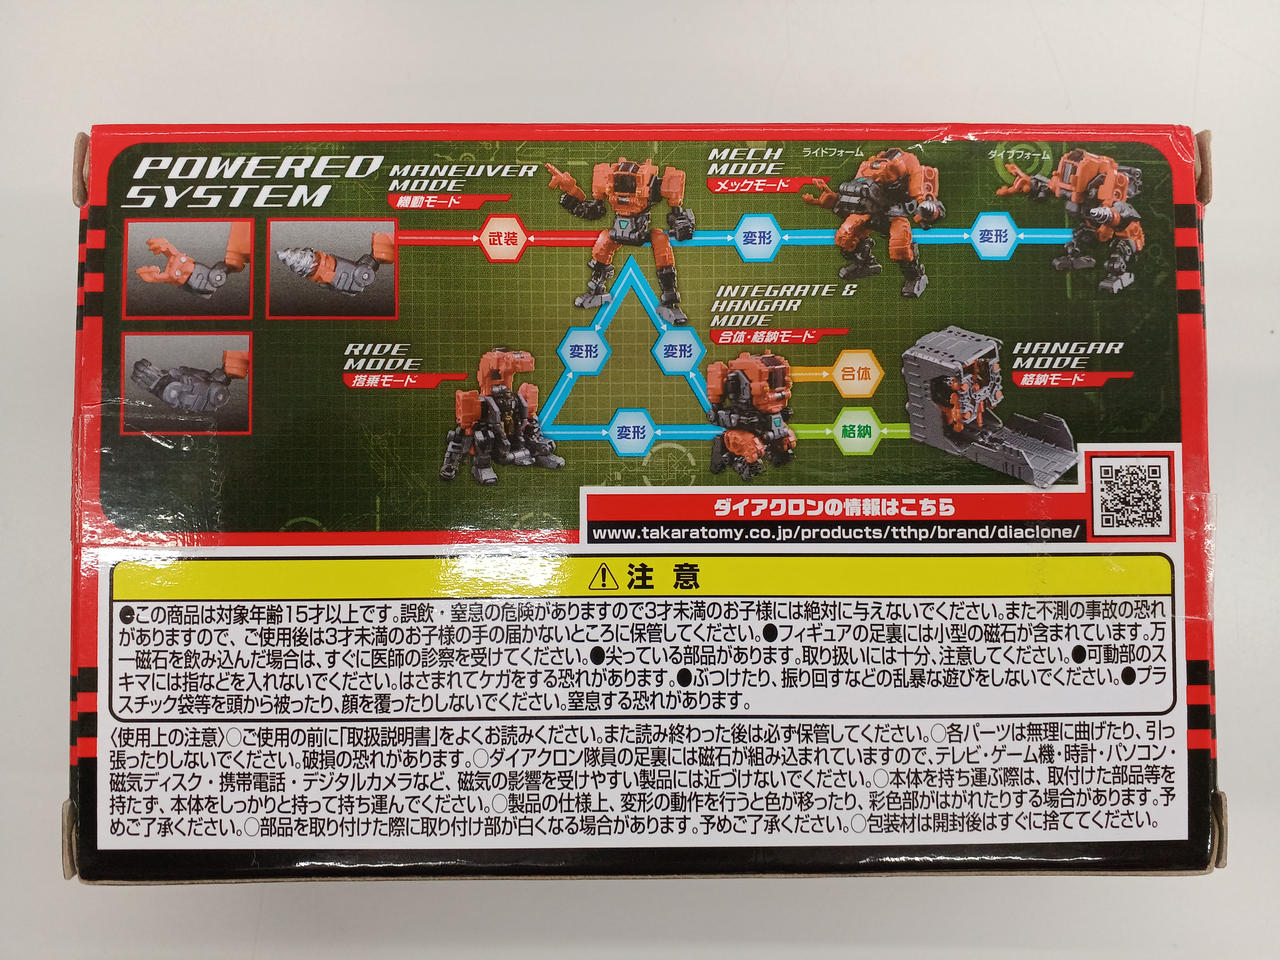 POWERED
SYSTEM
MANEUVER
MODE
機動モード
MECH
MODE
メックモード
ライドフォーム
ダイブフォーム
武装
変形
変形
INTEGRATE &
HANGAR
MODE
合体・格納モード
変形
変形
RIDE
MODE
搭乗モード
合体
HANGAR
MODE
格納モード
変形
格納
ダイアクロンの情報はこちら
www.takaratomy.co.jp/products/tthp/brand/diaclone/
⚠注意
●この商品は対象年齢15才以上です。誤飲・窒息の危険がありますので3才未満のお子様には絶対に与えないでください。また不測の事故の恐れ
がありますので、ご使用後は3才未満のお子様の手の届かないところに保管してください。●フィギュアの足裏には小型の磁石が含まれています。万
一磁石を飲み込んだ場合は、すぐに医師の診察を受けてください。●尖っている部品があります。取り扱いには十分、注意してください。●可動部のス
キマには指などを入れないでください。はさまれてケガをする恐れがあります。●ぶつけたり、振り回すなどの乱暴な遊びをしないでください。●プラ
スチック袋等を頭から被ったり、顔を覆ったりしないでください。窒息する恐れがあります。
〈使用上の注意〉○ご使用の前に「取扱説明書」をよくお読みください。また読み終わった後は必ず保管してください。○各パーツは無理に曲げたり、引っ
張ったりしないでください。破損の恐れがあります。○ダイアクロン隊員の足裏には磁石が組み込まれていますので、テレビ・ゲーム機・時計・パソコン・
磁気ディスク・携帯電話・デジタルカメラなど、磁気の影響を受けやすい製品には近づけないでください。○本体を持ち運ぶ際は、取付けた部品等を
持たず、本体をしっかりと持って持ち運んでください。○製品の仕様上、変形の動作を行うと色が移ったり、彩色部がはがれたりする場合があります。予
めご了承ください。○部品を取り付けた際に取り付け部が白くなる場合があります。予めご了承ください。○包装材は開封後はすぐに捨ててください。